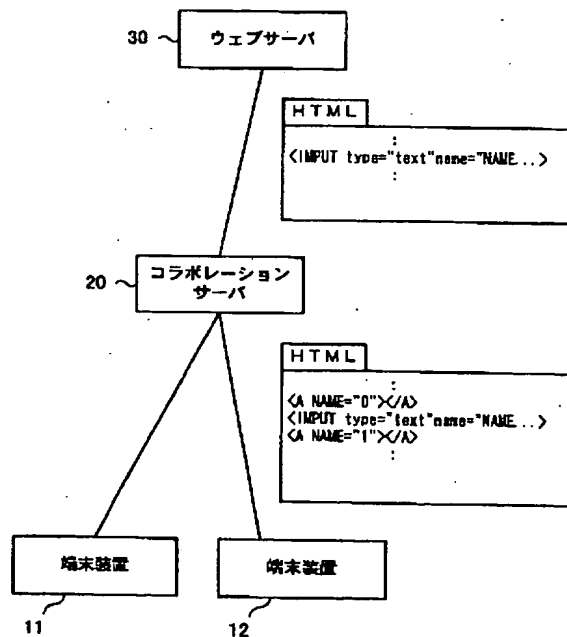 30
ウェブサーバ
HTML
:
<IMPUT type="text"name="NAME...>
:
20
コラボレーション
サーバ
HTML
:
<A NAME="0"></A>
<IMPUT type="text"name="NAME...>
<A NAME="1"></A>
:
端末装置
端末装置
11
12